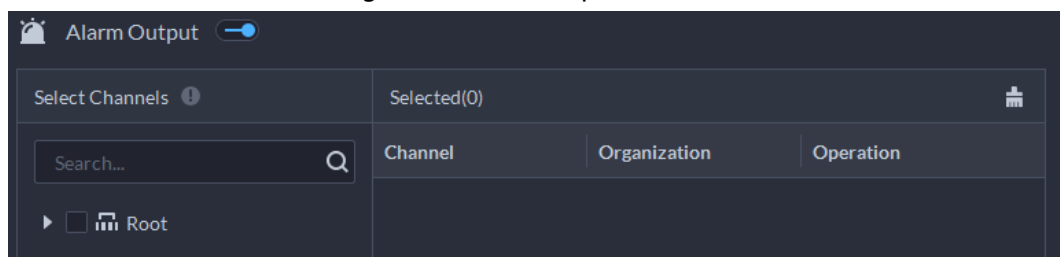 Alarm Output
Select Channels
Selected(0)
Search...
Channel Organization Operation
Root